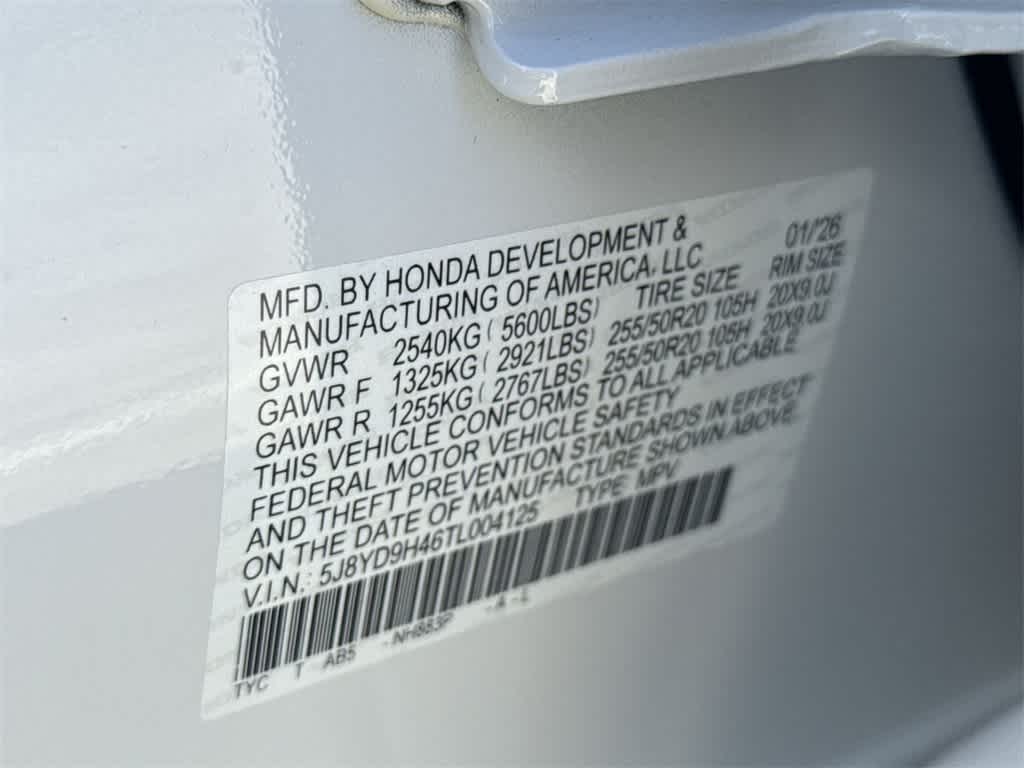 MFD. BY HONDA DEVELOPMENT & 01/'26
MANUFACTURING OF AMERICA, LLC
TIRE SIZE RIM SIZE
GVWR 2540KG ( 5600LBS)
GAWR F 1325KG ( 2921LBS) 255/50R20 105H 20X9.0J
GAWR R 1255KG ( 2767LBS) 255/50R20 105H 20X9.0J
THIS VEHICLE CONFORMS TO ALL APPLICABLE
FEDERAL MOTOR VEHICLE SAFETY
AND THEFT PREVENTION STANDARDS IN EFFECT
ON THE DATE OF MANUFACTURE SHOWN ABOVE.
V.I.N.: 5J8YD9H46TL004125 TYPE: MPV
TYC T AB5 -NH883P -A-L